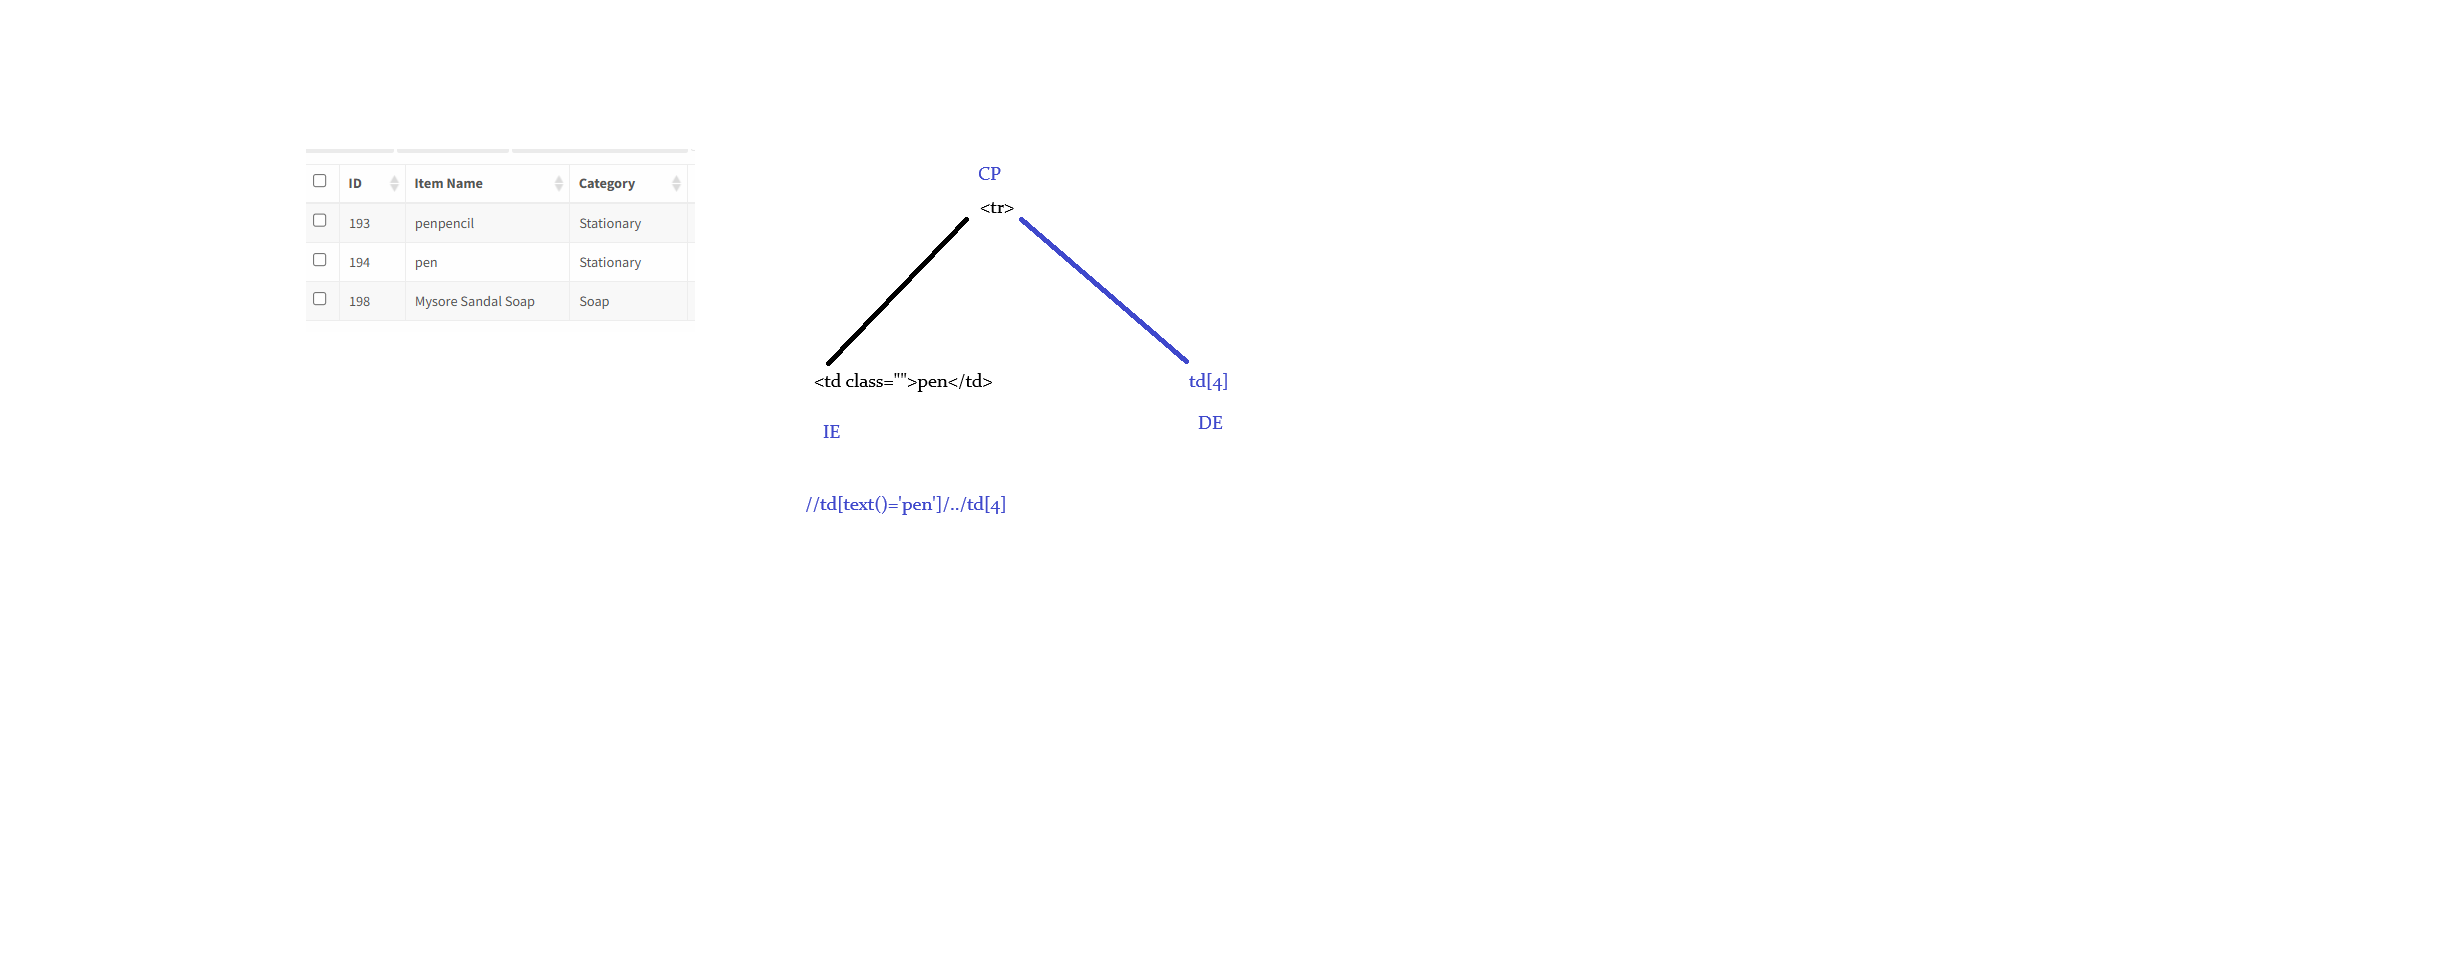 ID Item Name Category
193 penpencil Stationary
194 pen Stationary
198 Mysore Sandal Soap Soap
CP
<tr>
<td class="">pen</td> td[4]
IE DE
//td[text()='pen']/../td[4]